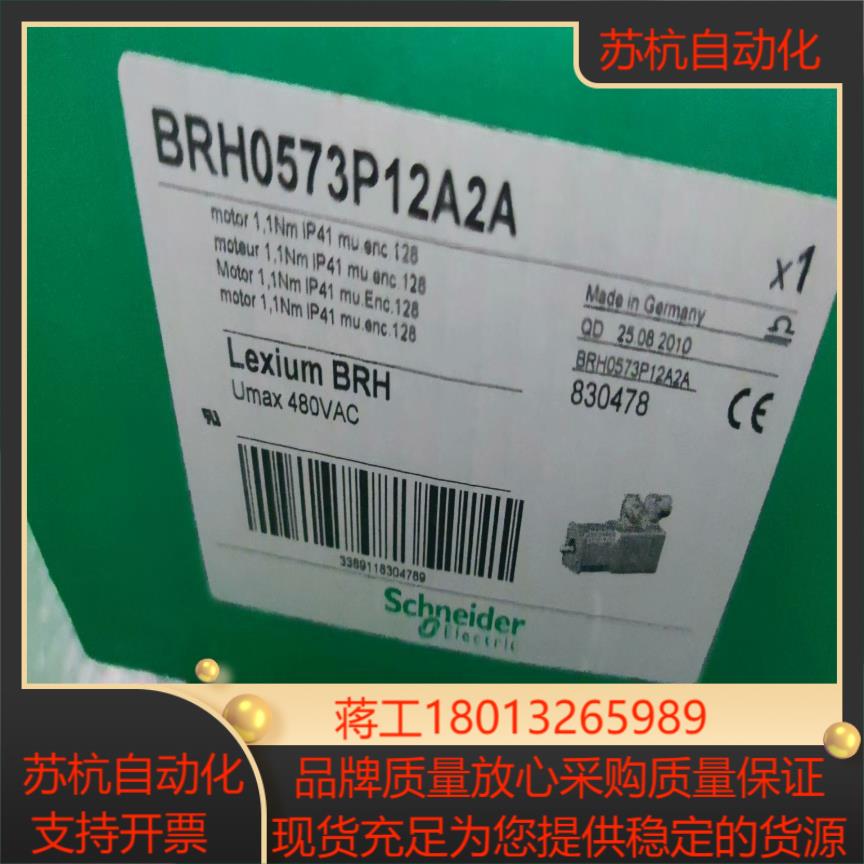 苏杭自动化
BRH0573P12A2A
x1
motor 1,1Nm IP41 mu.enc.128
moteur 1,1Nm IP41 mu.enc.128
Motor 1,1Nm IP41 mu.Enc.128
motor 1,1Nm IP41 mu.enc.128
Made in Germany
QD 25.08 2010
BRH0573P12A2A
830478
CE
Lexium BRH
Umax 480VAC
3389118304789
Schneider
Electric
蒋工18013265989
苏杭自动化
支持开票
品牌质量放心采购质量保证
现货充足为您提供稳定的货源